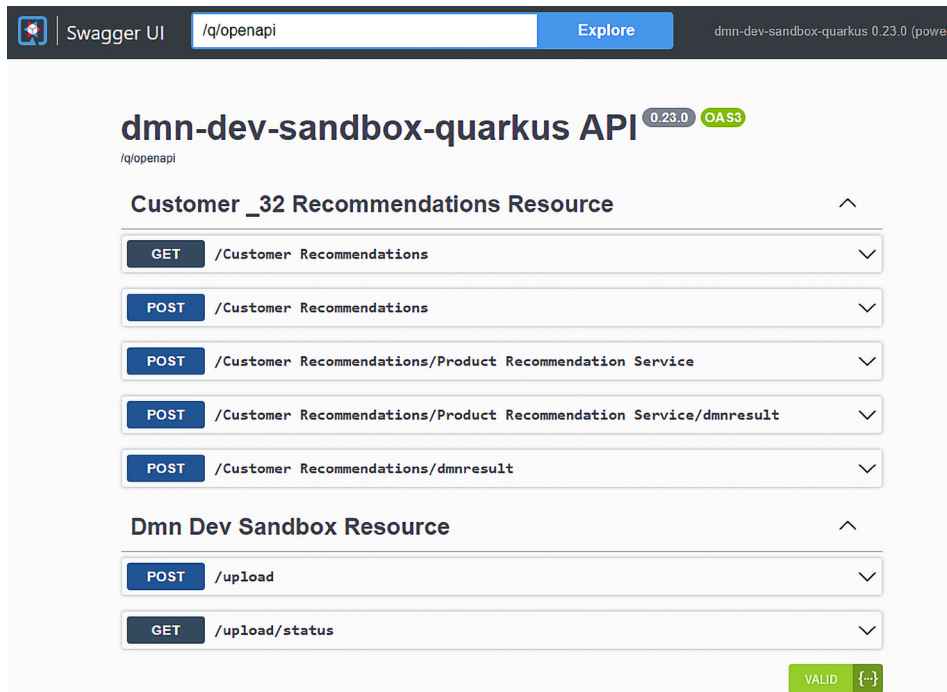 Swagger UI
/q/openapi
Explore
dmn-dev-sandbox-quarkus 0.23.0 (powe
dmn-dev-sandbox-quarkus API 0.23.0 OAS3
/q/openapi
Customer _32 Recommendations Resource
GET /Customer Recommendations
POST /Customer Recommendations
POST /Customer Recommendations/Product Recommendation Service
POST /Customer Recommendations/Product Recommendation Service/dmnresult
POST /Customer Recommendations/dmnresult
Dmn Dev Sandbox Resource
POST /upload
GET /upload/status
VALID {···}